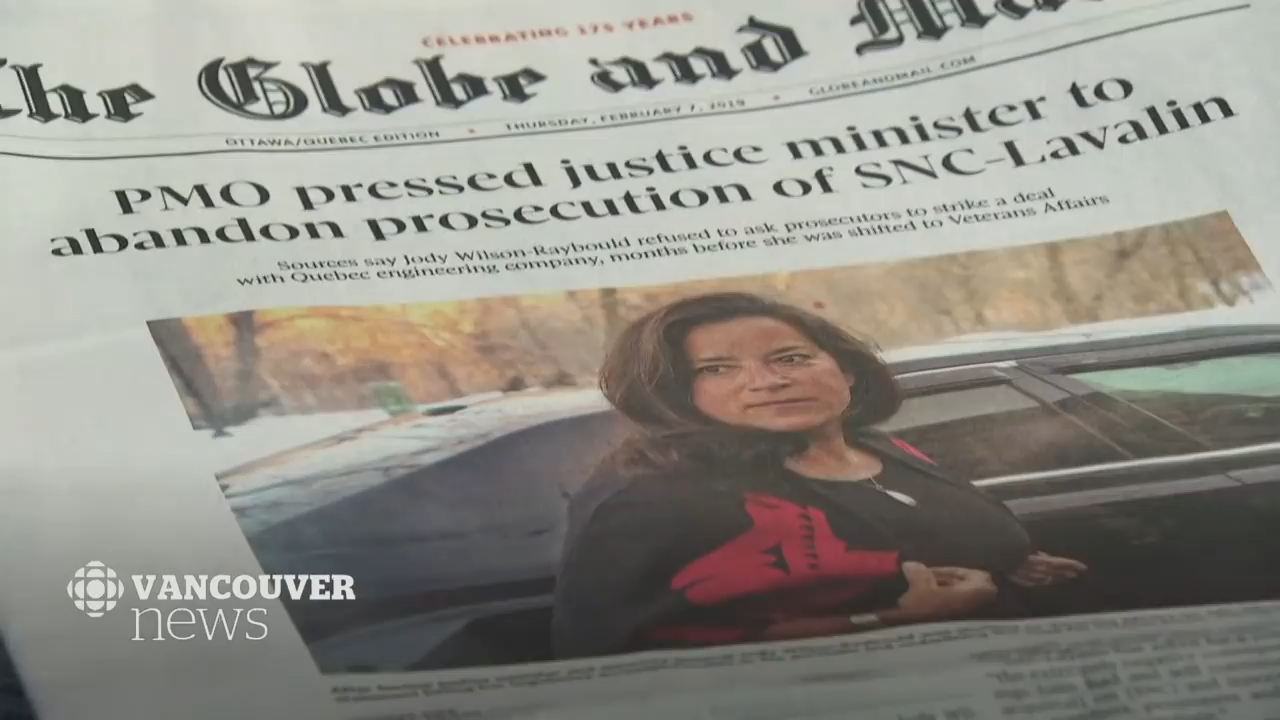 CELEBRATING 175 YEARS
The Globe and Mail
OTTAWA/QUEBEC EDITION • THURSDAY, FEBRUARY 7, 2019 • GLOBEANDMAIL.COM
PMO pressed justice minister to
abandon prosecution of SNC-Lavalin
Sources say Jody Wilson-Raybould refused to ask prosecutors to strike a deal
with Quebec engineering company, months before she was shifted to Veterans Affairs
VANCOUVER
news